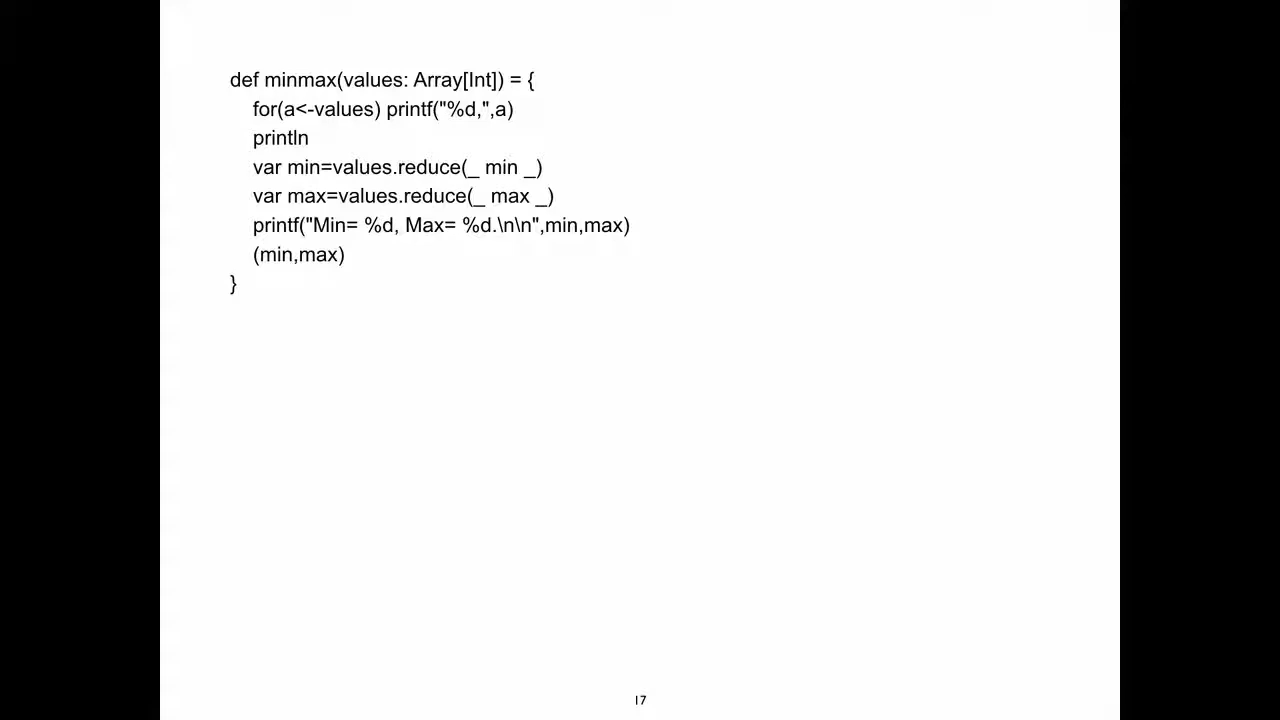 def minmax(values: Array[Int]) = {
for(a<-values) printf("%d,",a)
println
var min=values.reduce(_ min _)
var max=values.reduce(_ max _)
printf("Min= %d, Max= %d.\n\n",min,max)
(min,max)
}
17